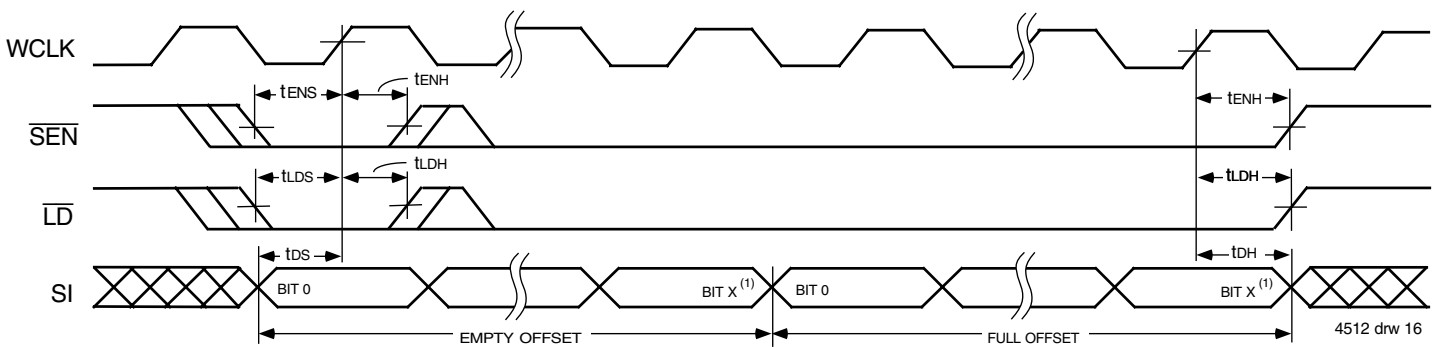 WCLK
tENS
tENH
tENH
SEN
tLDS
tLDH
tLDH
LD
tDS
tDH
SI
BIT 0
BIT X (1)
BIT 0
BIT X (1)
EMPTY OFFSET
FULL OFFSET
4512 drw 16